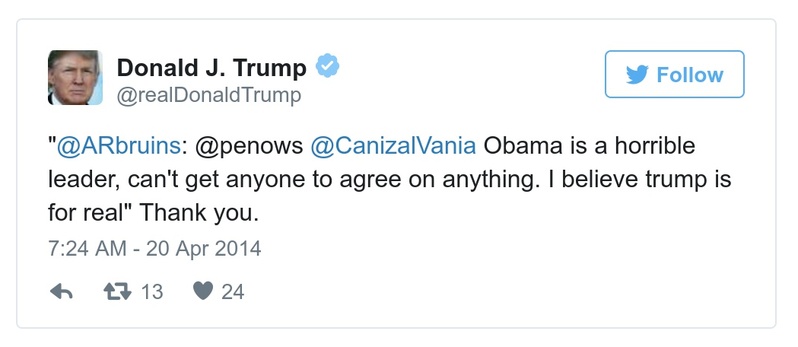 Donald J. Trump
@realDonaldTrump
Follow
"@ARbruins: @penows @CanizalVania Obama is a horrible
leader, can't get anyone to agree on anything. I believe trump is
for real" Thank you.
7:24 AM - 20 Apr 2014
13 24